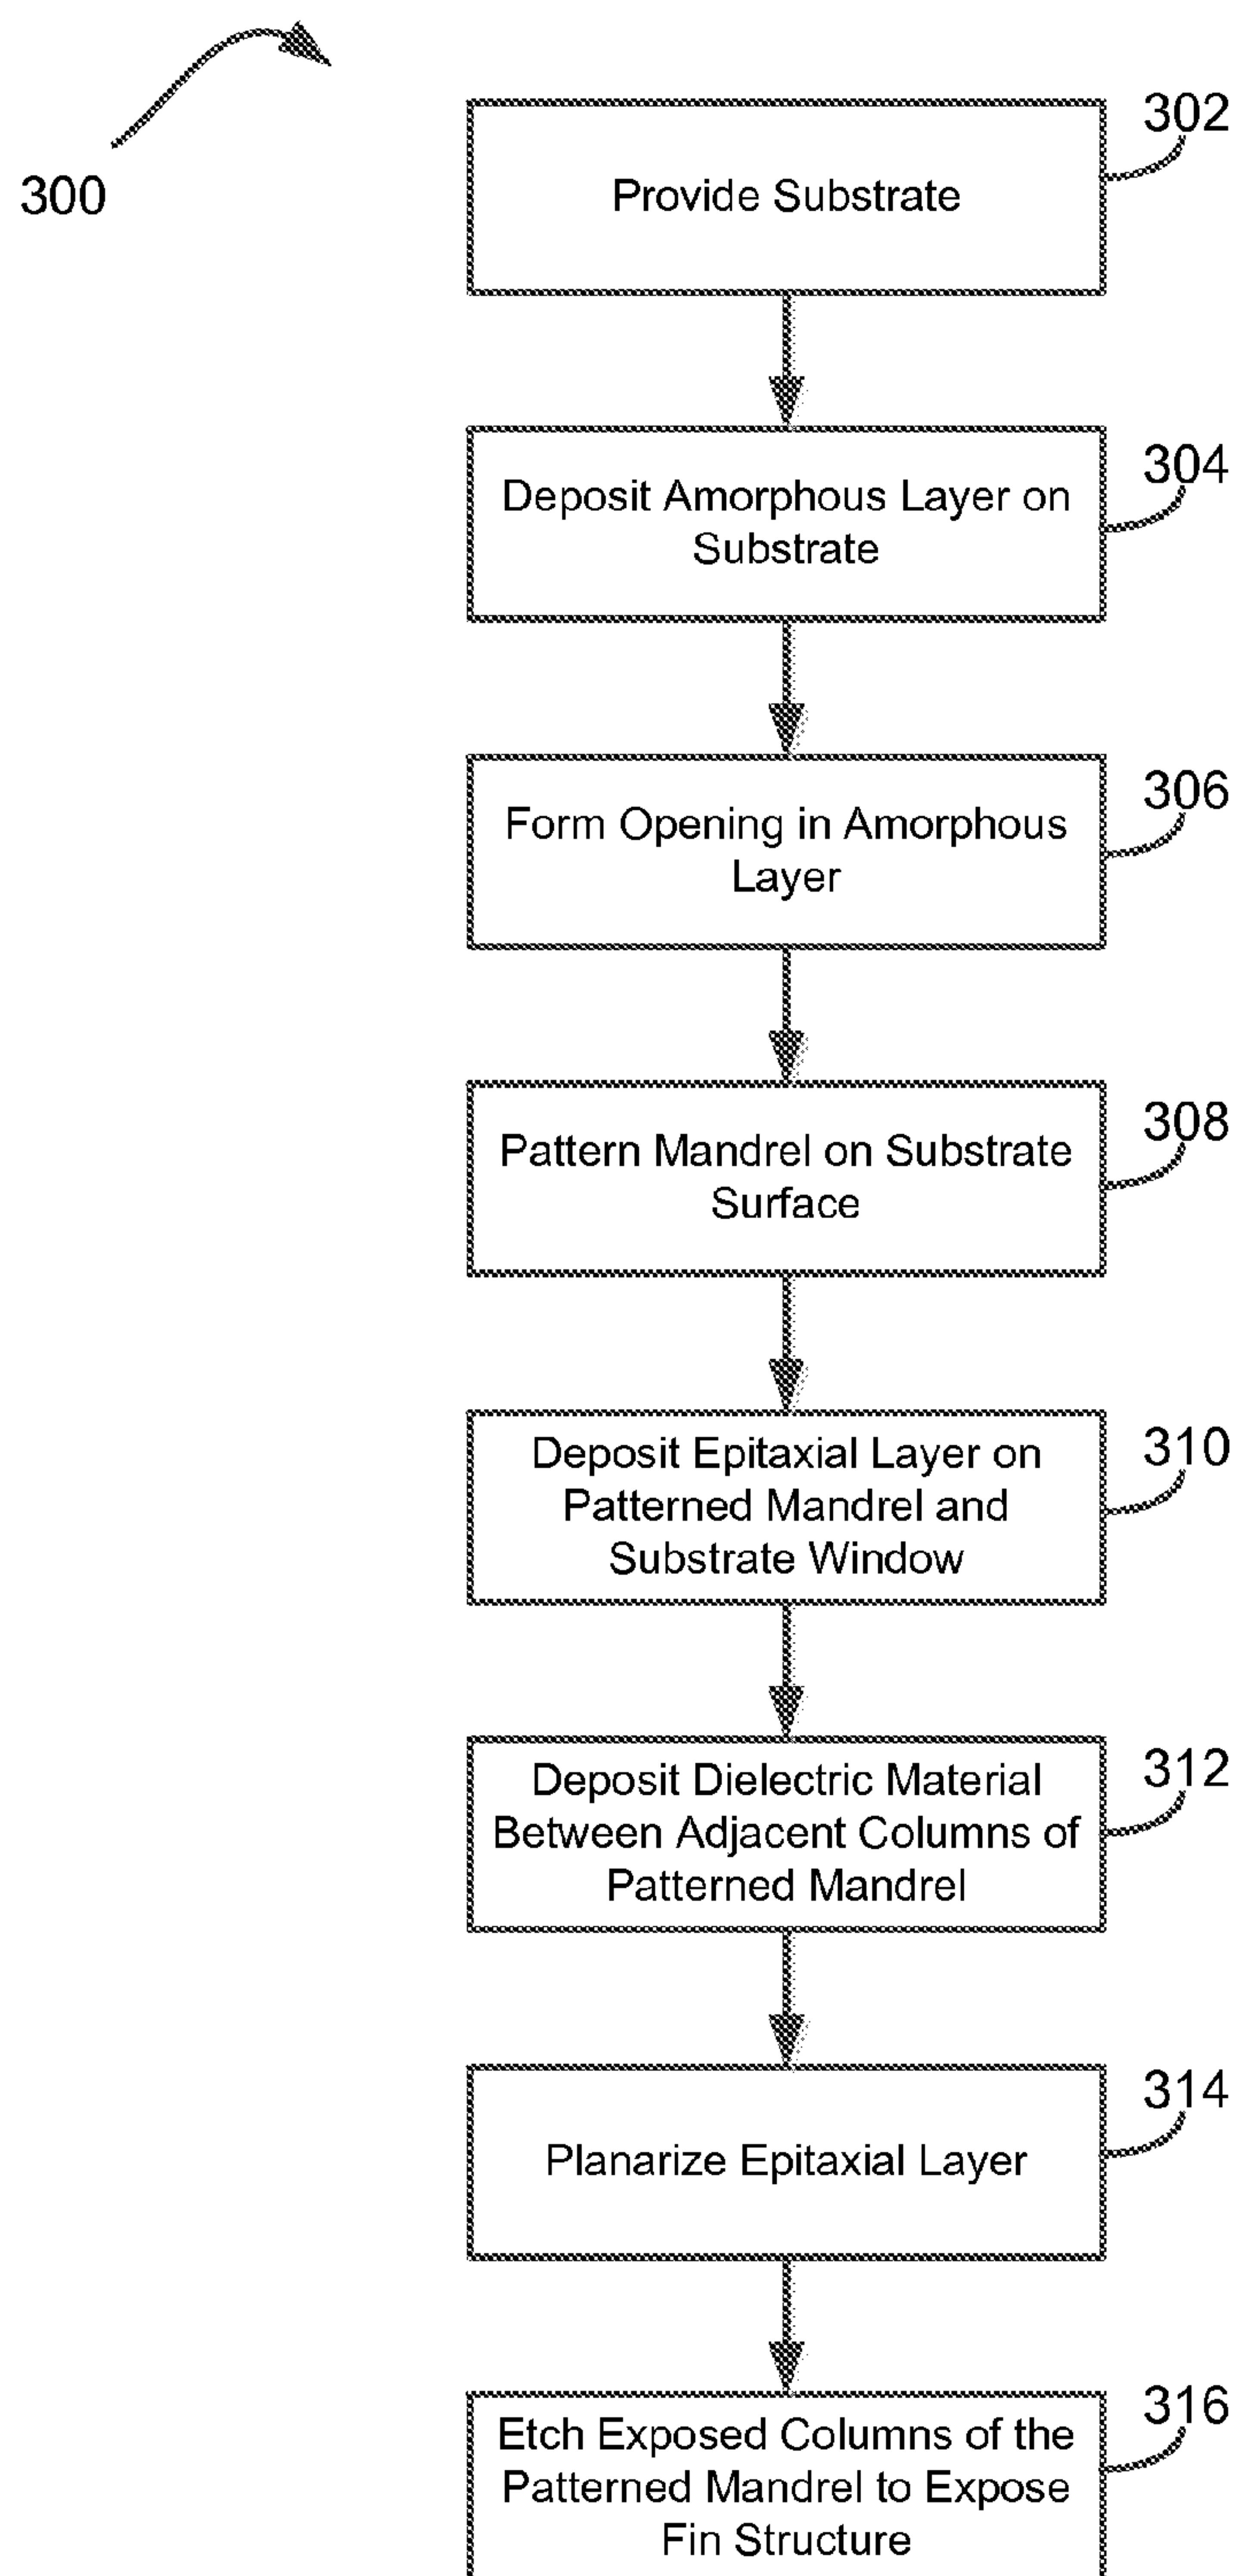 300
302
Provide Substrate
304
Deposit Amorphous Layer on
Substrate
306
Form Opening in Amorphous
Layer
308
Pattern Mandrel on Substrate
Surface
310
Deposit Epitaxial Layer on
Patterned Mandrel and
Substrate Window
312
Deposit Dielectric Material
Between Adjacent Columns of
Patterned Mandrel
314
Planarize Epitaxial Layer
316
Etch Exposed Columns of the
Patterned Mandrel to Expose
Fin Structure